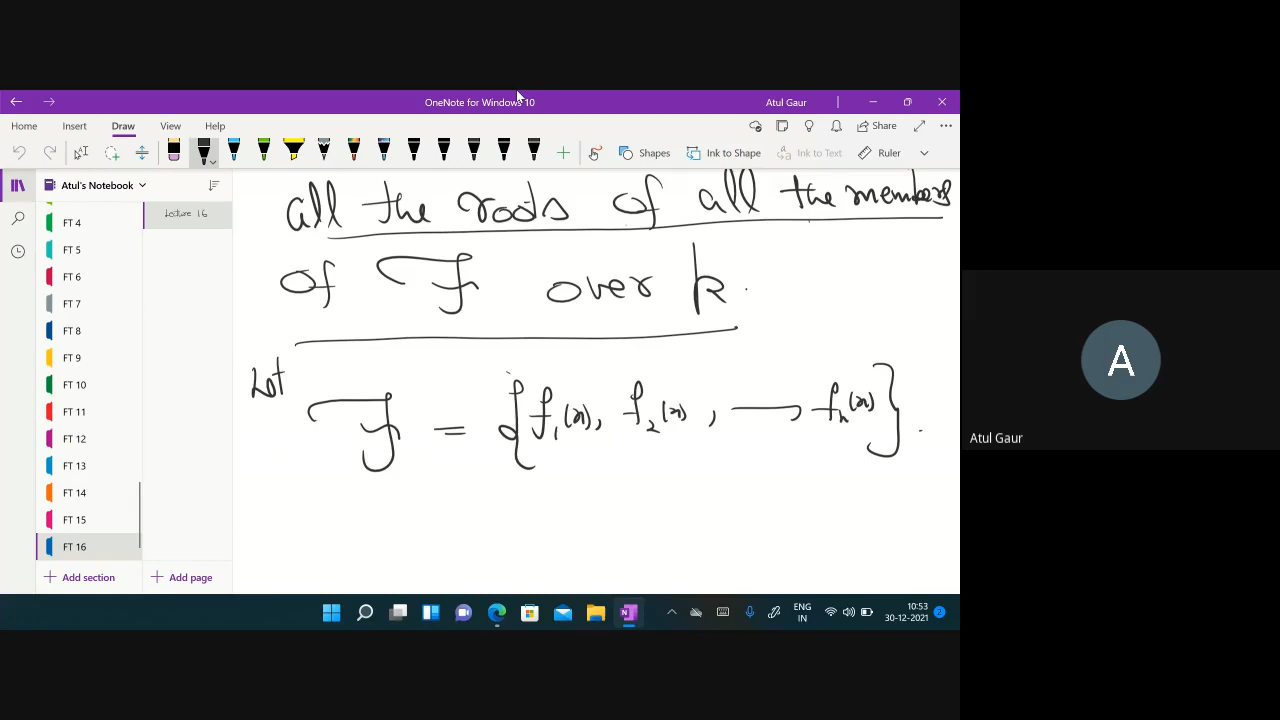 OneNote for Windows 10
Atul Gaur
Home Insert Draw View Help
Share
Shapes
Ink to Shape
Ink to Text
Ruler
Atul's Notebook
Lecture 16
FT 4
FT 5
FT 6
FT 7
FT 8
FT 9
FT 10
FT 11
FT 12
FT 13
FT 14
FT 15
FT 16
Add section
Add page
all the roots of all the members
of ℱ over k.
Let ℱ = {f₁(x), f₂(x), — fₙ(x)}.
A
Atul Gaur
ENG
IN
10:53
30-12-2021
2